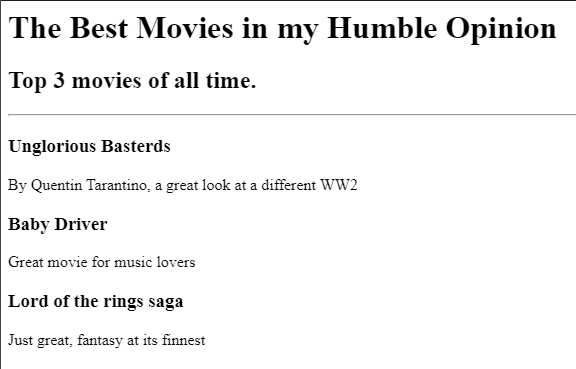 The Best Movies in my Humble Opinion
Top 3 movies of all time.
Unglorious Basterds
By Quentin Tarantino, a great look at a different WW2
Baby Driver
Great movie for music lovers
Lord of the rings saga
Just great, fantasy at its finnest